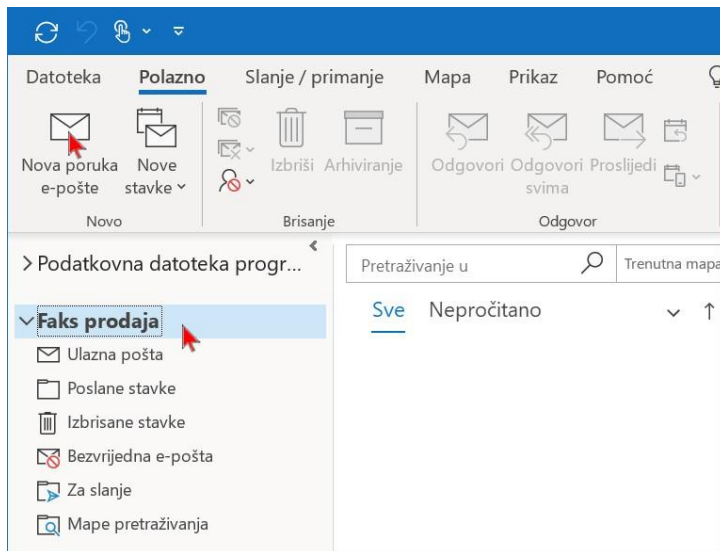 Datoteka Polazno Slanje / primanje Mapa Prikaz Pomoć
Nova poruka e-pošte
Nove stavke
Izbriši
Arhiviranje
Odgovori
Odgovori svima
Proslijedi
Novo
Brisanje
Odgovor
Podatkovna datoteka progr...
Faks prodaja
Ulazna pošta
Poslane stavke
Izbrisane stavke
Bezvrijedna e-pošta
Za slanje
Mape pretraživanja
Pretraživanje u
Trenutna mapa
Sve Nepročitano